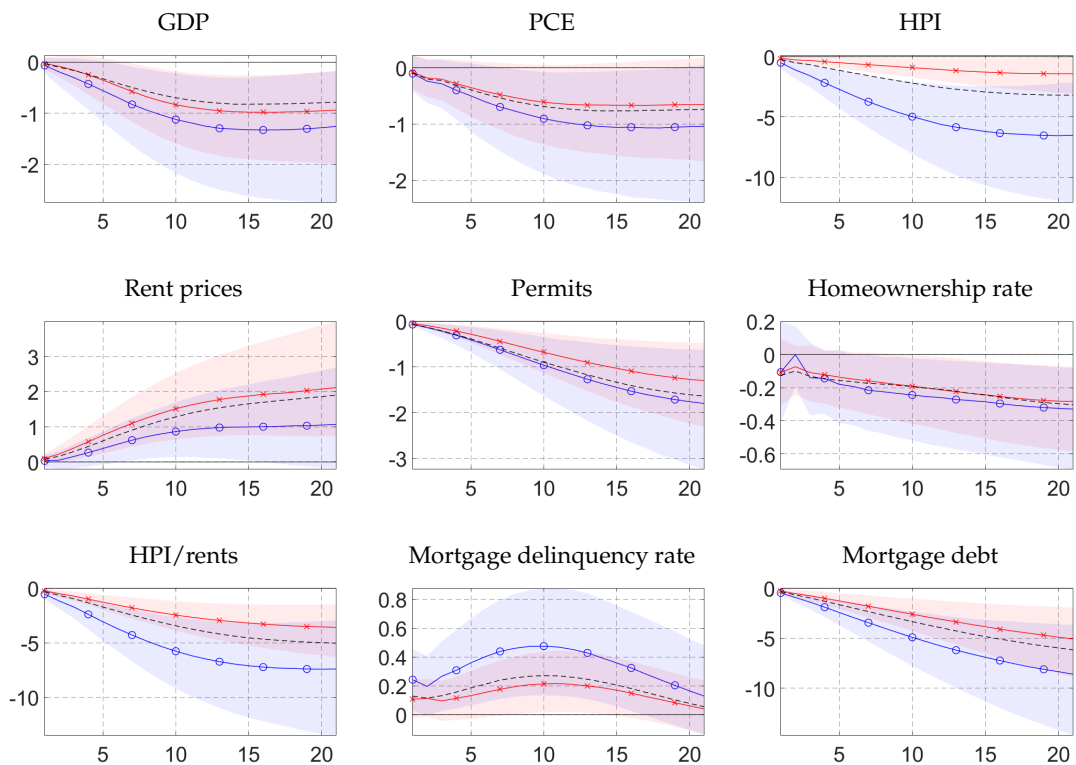 GDP PCE HPI
0 0 0
-1 -1 -5
-2 -2 -10
5 10 15 20 5 10 15 20 5 10 15 20
Rent prices Permits Homeownership rate
3 0 0.2
2 -1 0
1 -2 -0.2
0 -3 -0.4
-0.6
5 10 15 20 5 10 15 20 5 10 15 20
HPI/rents Mortgage delinquency rate Mortgage debt
0 0.8 0
-5 0.6 -5
-10 0.4 -10
0.2
0
5 10 15 20 5 10 15 20 5 10 15 20